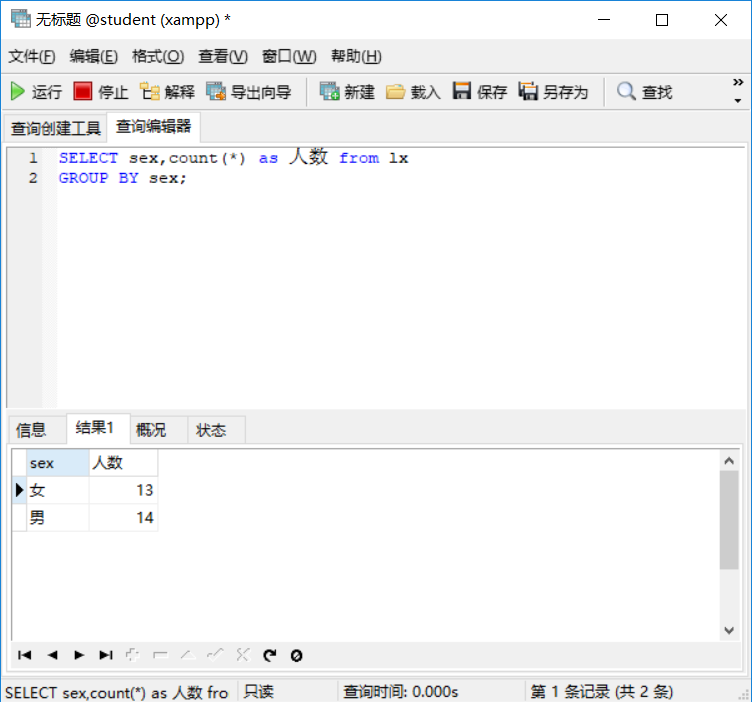 无标题 @student (xampp) *
文件(F) 编辑(E) 格式(O) 查看(V) 窗口(W) 帮助(H)
运行 停止 解释 导出向导 新建 载入 保存 另存为 查找
查询创建工具 查询编辑器
1 SELECT sex,count(*) as 人数 from lx
2 GROUP BY sex;
信息 结果1 概况 状态
sex 人数
女 13
男 14
SELECT sex,count(*) as 人数 fro 只读 查询时间: 0.000s 第 1 条记录 (共 2 条)